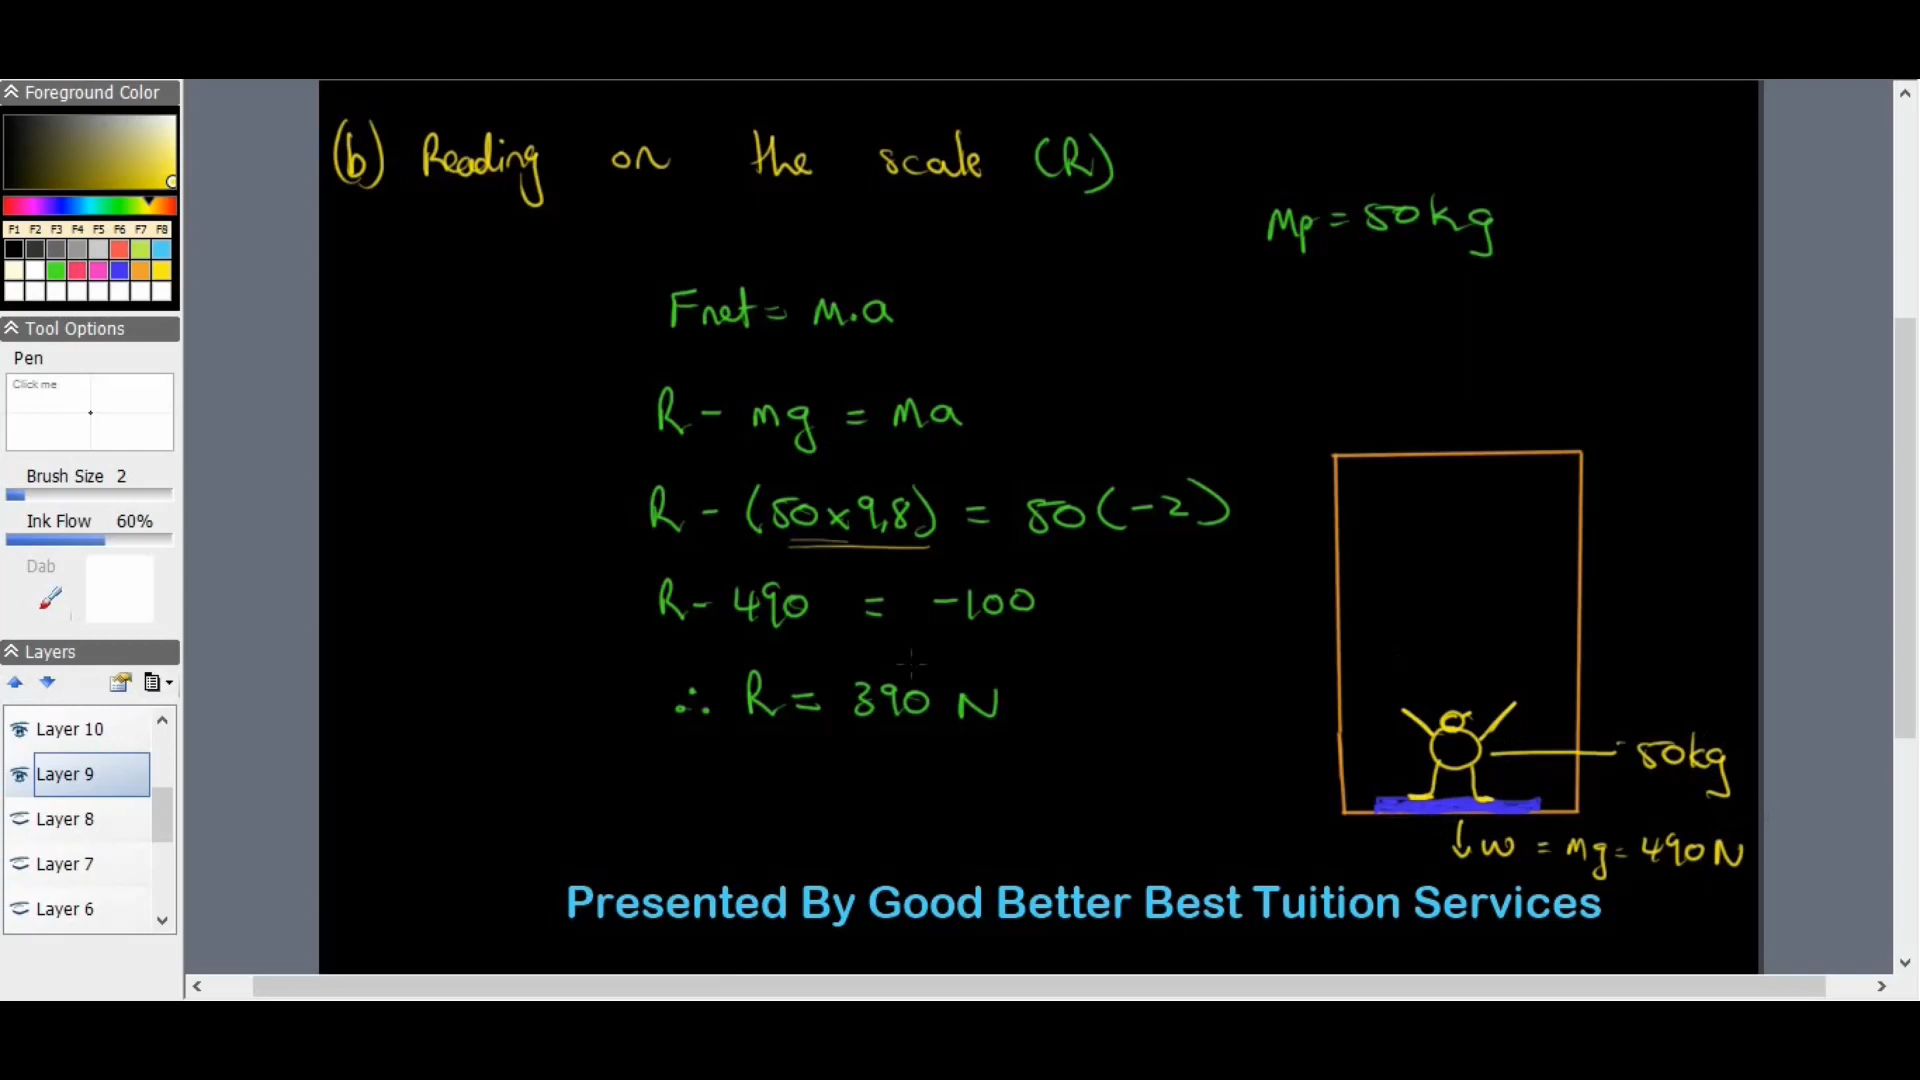 Foreground Color
F1 F2 F3 F4 F5 F6 F7 F8
Tool Options
Pen
Click me
Brush Size 2
Ink Flow 60%
Dab
Layers
Layer 10
Layer 9
Layer 8
Layer 7
Layer 6
(b) Reading on the scale (R)
Mp = 50kg
Fnet = M.a
R - mg = Ma
R - (50 × 9,8) = 50(-2)
R - 490 = -100
∴ R = 390 N
50kg
↓ W = Mg = 490 N
Presented By Good Better Best Tuition Services